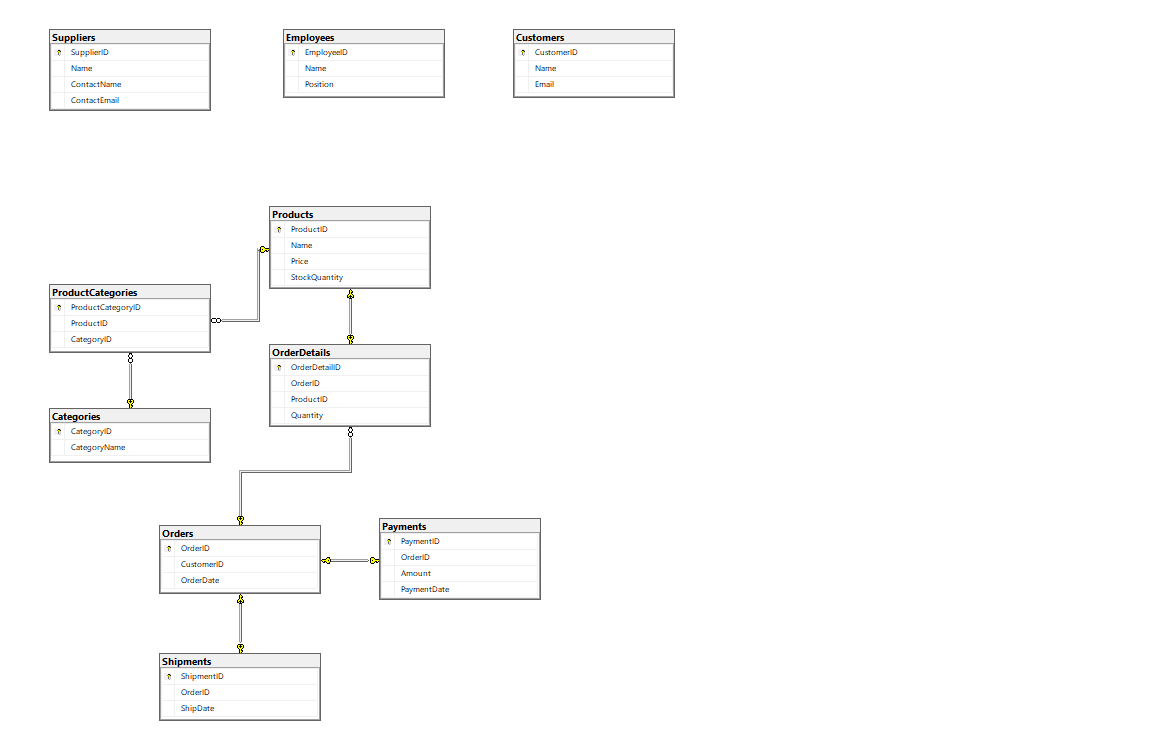 Suppliers
SupplierID
Name
ContactName
ContactEmail
Employees
EmployeeID
Name
Position
Customers
CustomerID
Name
Email
Products
ProductID
Name
Price
StockQuantity
ProductCategories
ProductCategoryID
ProductID
CategoryID
OrderDetails
OrderDetailID
OrderID
ProductID
Quantity
Categories
CategoryID
CategoryName
Orders
OrderID
CustomerID
OrderDate
Payments
PaymentID
OrderID
Amount
PaymentDate
Shipments
ShipmentID
OrderID
ShipDate